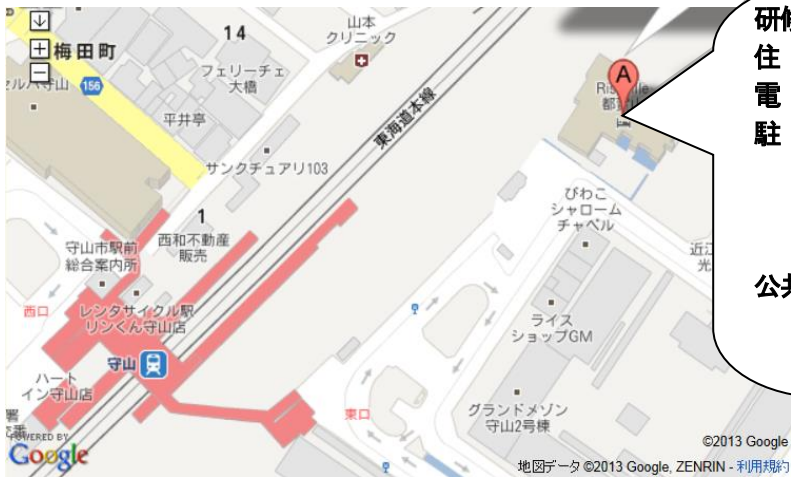 梅田町
14
山本
クリニック
フェリーチェ
大橋
156
平井亭
サンクチュアリ103
東海道本線
A
都賀山
びわこ
シャローム
チャペル
1
西和不動産
販売
守山市駅前
総合案内所
西口
レンタサイクル駅
リンくん守山店
守山
ハート
イン守山店
東口
ライス
ショップGM
グランドメゾン
守山2号棟
POWERED BY
Google
©2013 Google
地図データ ©2013 Google, ZENRIN - 利用規約
研修
住
電
駐
公共